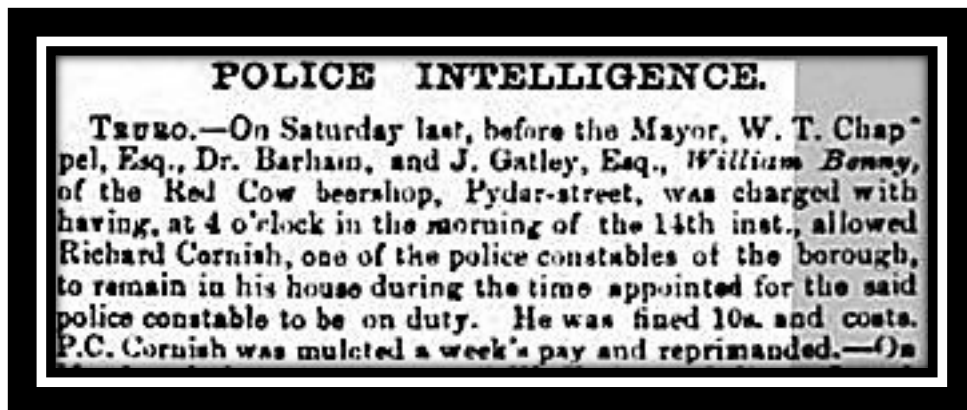 POLICE INTELLIGENCE.
TRURO.—On Saturday last, before the Mayor, W. T. Chap-
pel, Esq., Dr. Barham, and J. Gatley, Esq., William Benny,
of the Red Cow beershop, Pydar-street, was charged with
having, at 4 o'clock in the morning of the 14th inst., allowed
Richard Cornish, one of the police constables of the borough,
to remain in his house during the time appointed for the said
police constable to be on duty. He was fined 10s. and costs.
P.C. Cornish was mulcted a week's pay and reprimanded.—On